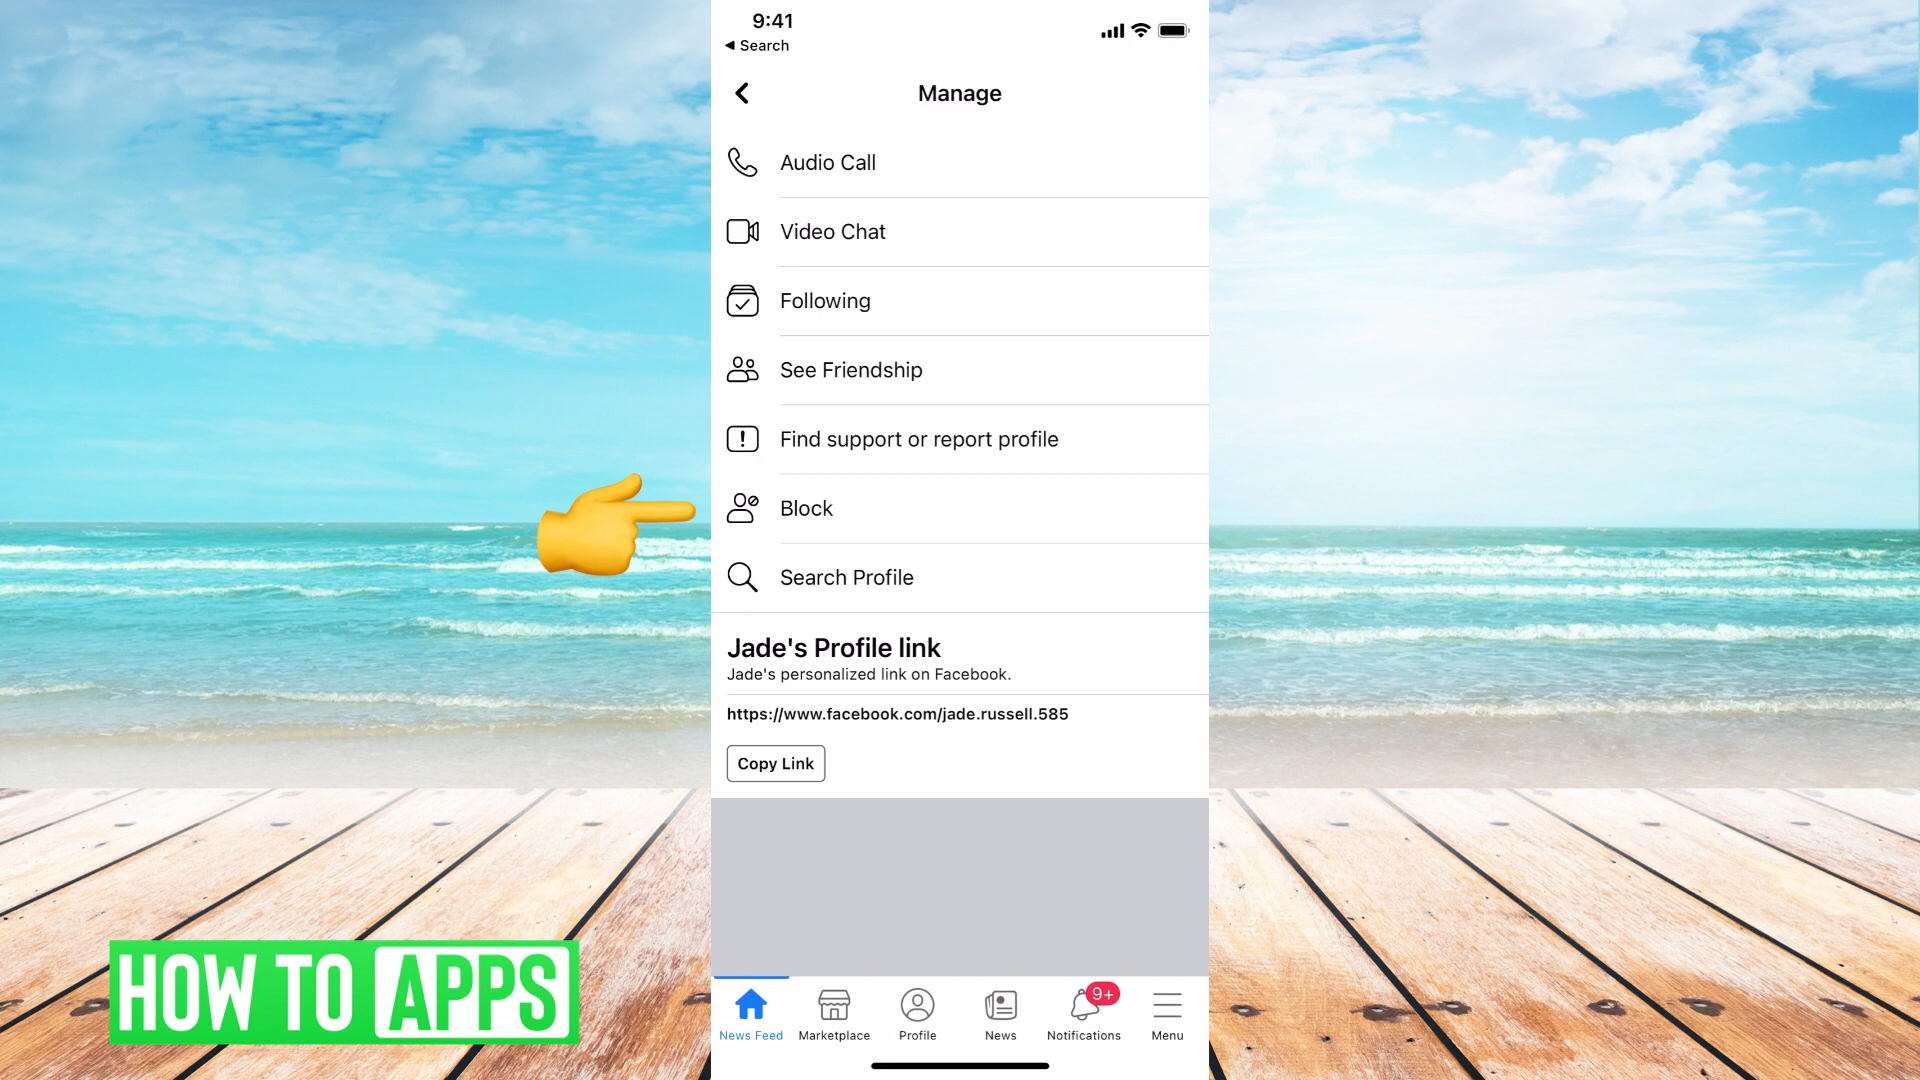 9:41
Search
Manage
Audio Call
Video Chat
Following
See Friendship
Find support or report profile
Block
Search Profile
Jade's Profile link
Jade's personalized link on Facebook.
https://www.facebook.com/jade.russell.585
Copy Link
HOW TO APPS
9+
News Feed
Marketplace
Profile
News
Notifications
Menu